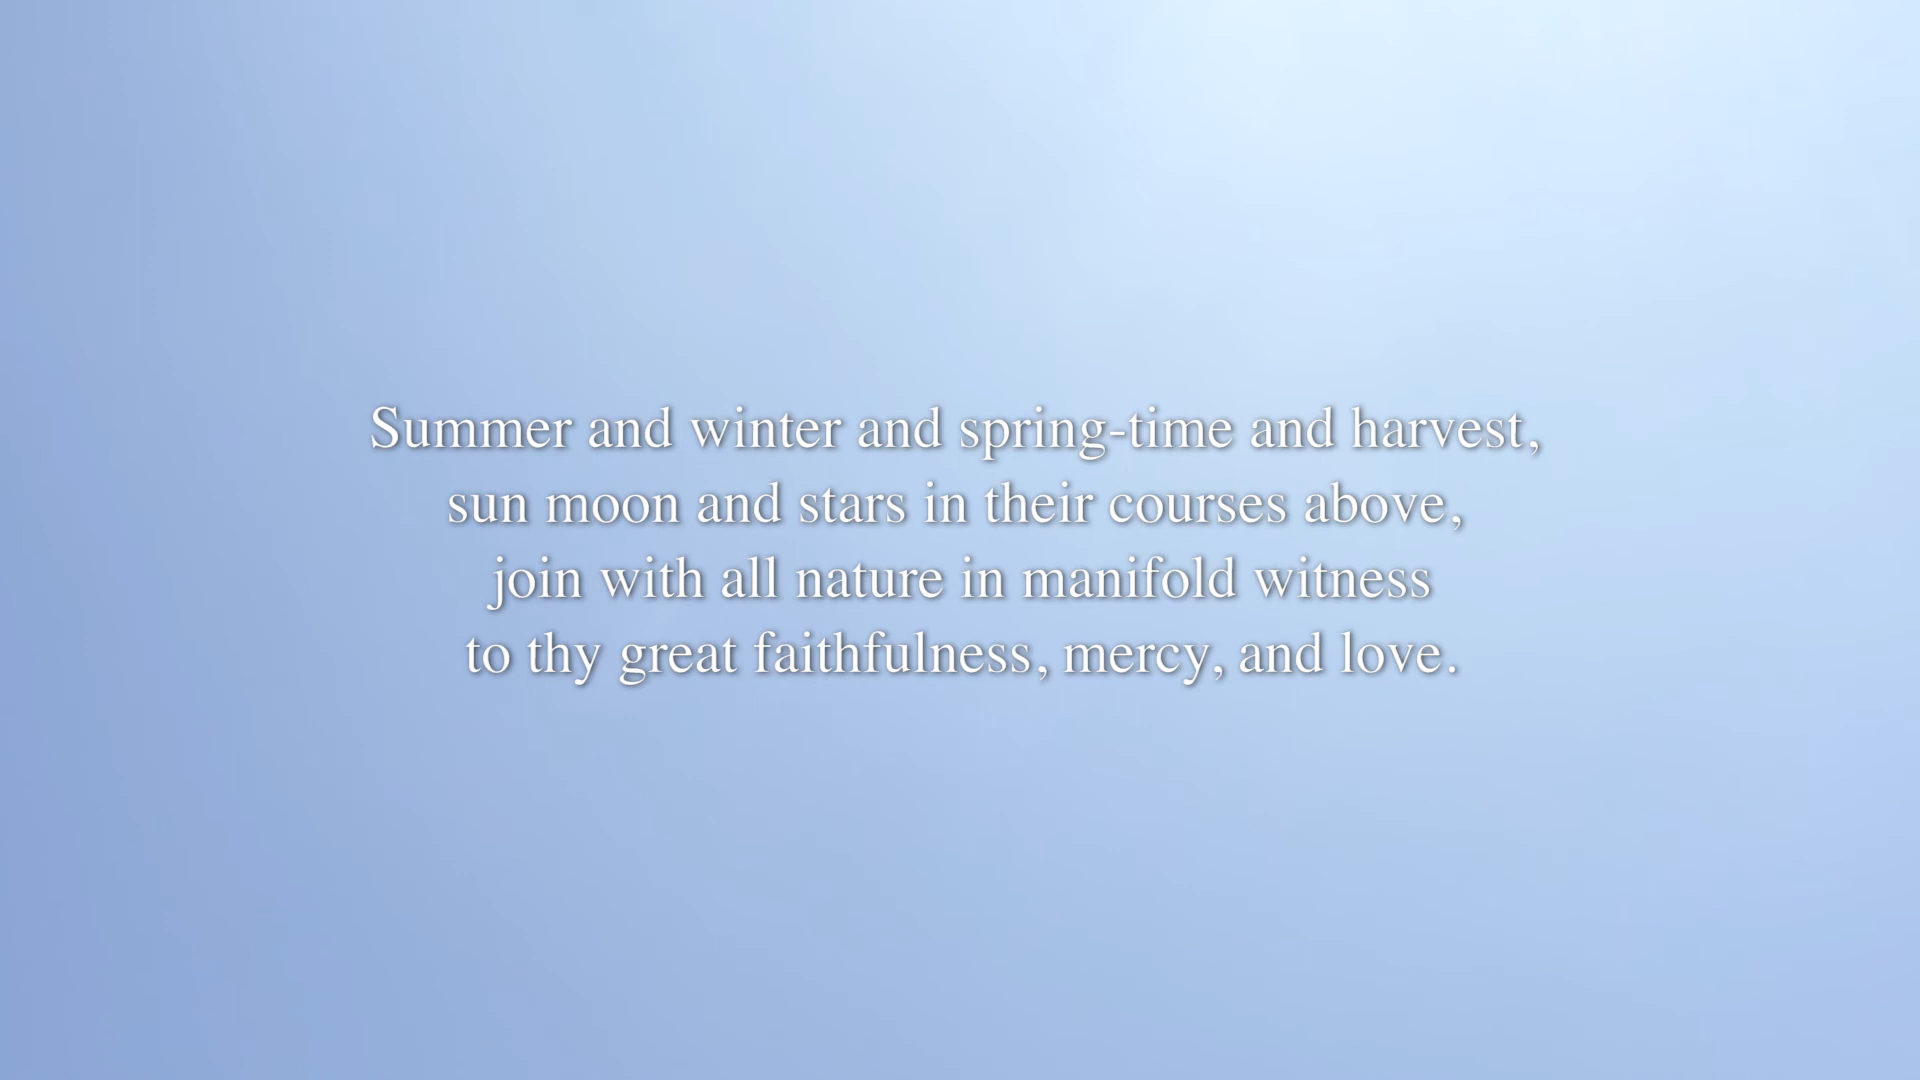 Summer and winter and spring-time and harvest,
sun moon and stars in their courses above,
join with all nature in manifold witness
to thy great faithfulness, mercy, and love.